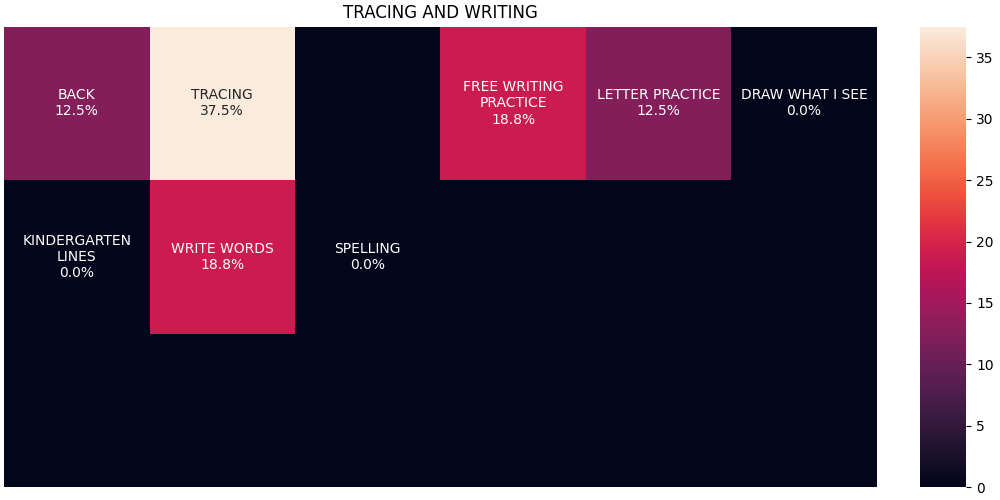 TRACING AND WRITING
BACK
12.5%
TRACING
37.5%
FREE WRITING
PRACTICE
18.8%
LETTER PRACTICE
12.5%
DRAW WHAT I SEE
0.0%
KINDERGARTEN
LINES
0.0%
WRITE WORDS
18.8%
SPELLING
0.0%
35
30
25
20
15
10
5
0